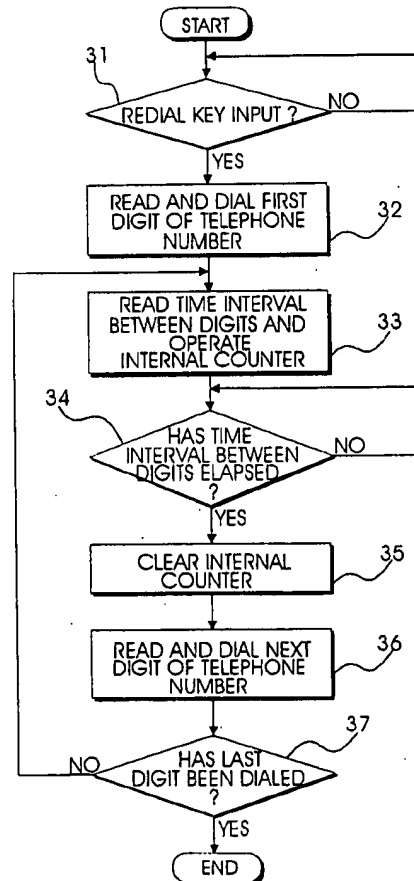 START
31
REDIAL KEY INPUT ?
NO
YES
READ AND DIAL FIRST
DIGIT OF TELEPHONE
NUMBER
32
READ TIME INTERVAL
BETWEEN DIGITS AND
OPERATE
INTERNAL COUNTER
33
34
HAS TIME
INTERVAL BETWEEN
DIGITS ELAPSED
?
NO
YES
CLEAR INTERNAL
COUNTER
35
READ AND DIAL NEXT
DIGIT OF TELEPHONE
NUMBER
36
37
HAS LAST
DIGIT BEEN DIALED
?
NO
YES
END